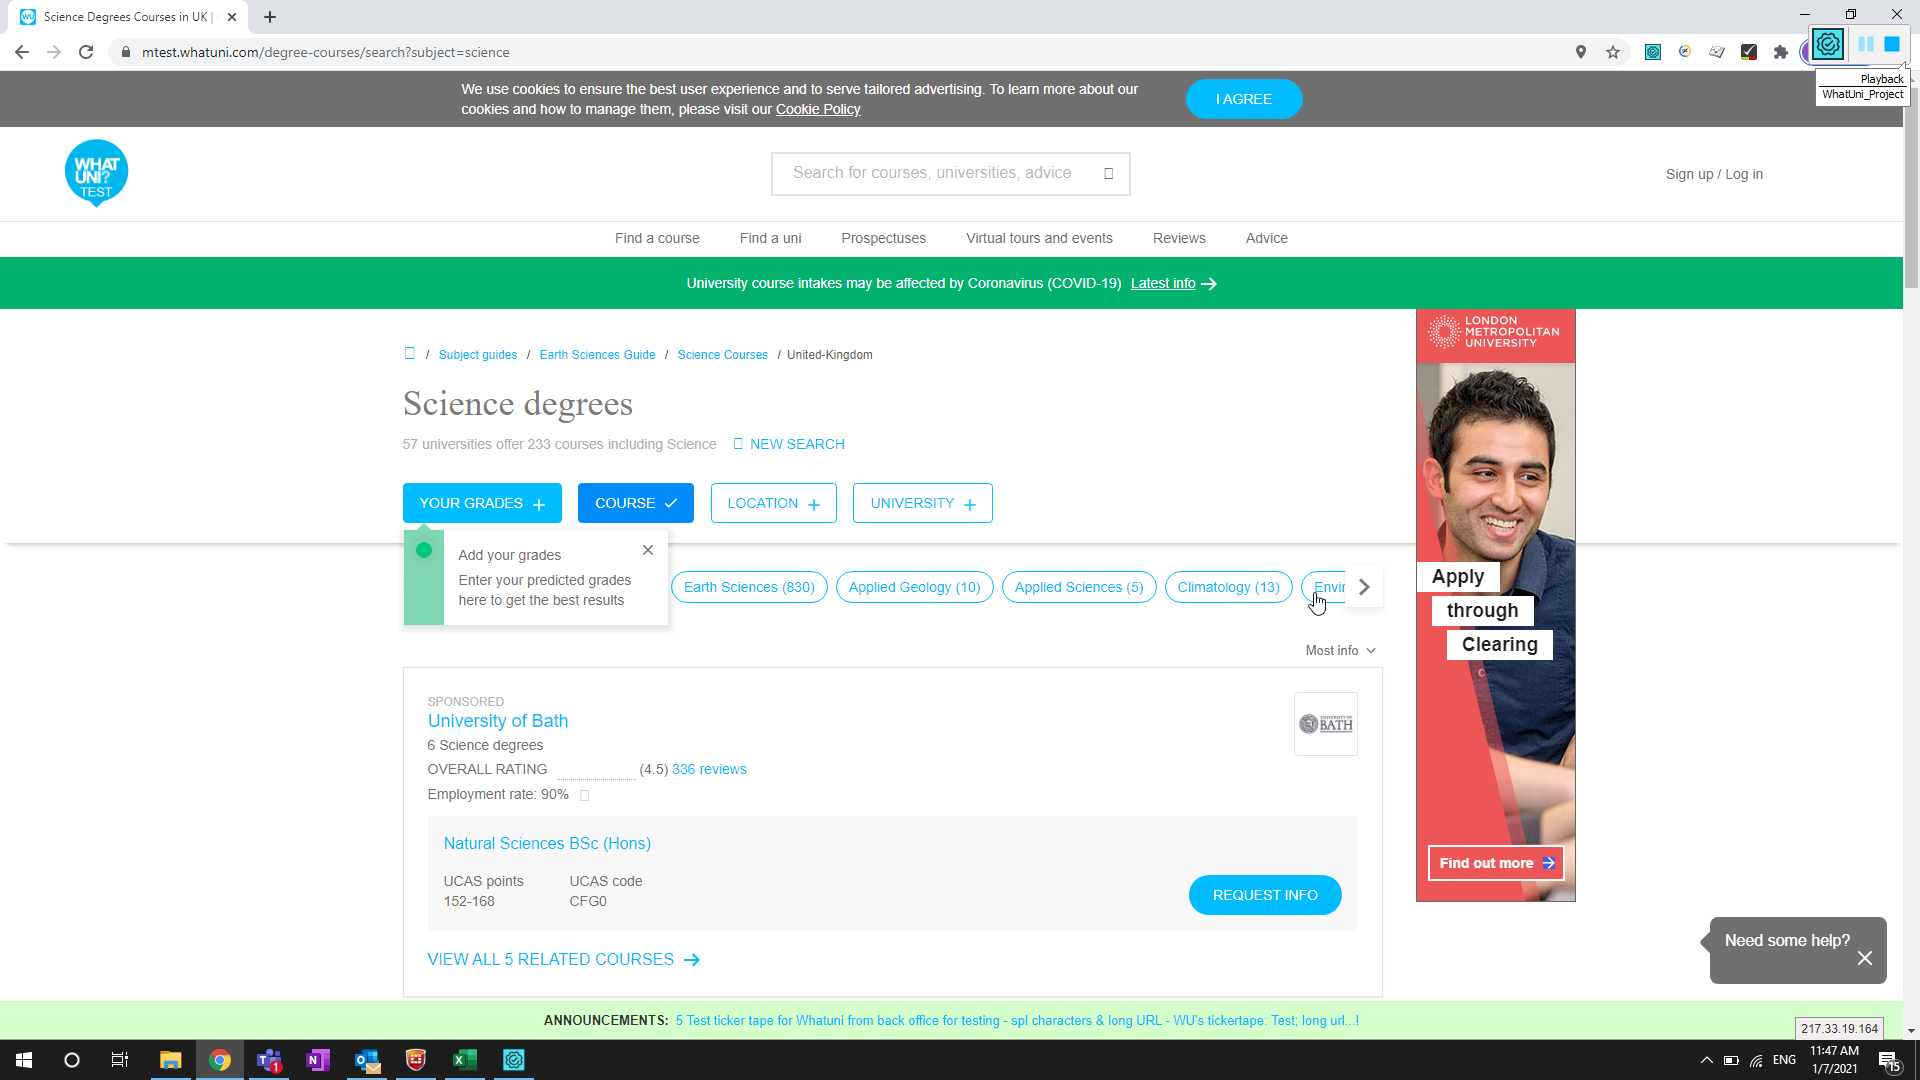 Science Degrees Courses in UK |
mtest.whatuni.com/degree-courses/search?subject=science
Playback
WhatUni_Project
We use cookies to ensure the best user experience and to serve tailored advertising. To learn more about our
cookies and how to manage them, please visit our Cookie Policy
I AGREE
WHAT
UNI?
TEST
Search for courses, universities, advice
Sign up / Log in
Find a course
Find a uni
Prospectuses
Virtual tours and events
Reviews
Advice
University course intakes may be affected by Coronavirus (COVID-19) Latest info
/ Subject guides / Earth Sciences Guide / Science Courses / United-Kingdom
Science degrees
57 universities offer 233 courses including Science
NEW SEARCH
YOUR GRADES
COURSE
LOCATION
UNIVERSITY
Add your grades
Enter your predicted grades
here to get the best results
Earth Sciences (830)
Applied Geology (10)
Applied Sciences (5)
Climatology (13)
Envir
Most info
SPONSORED
University of Bath
6 Science degrees
OVERALL RATING (4.5) 336 reviews
Employment rate: 90%
UNIVERSITY OF
BATH
Natural Sciences BSc (Hons)
UCAS points
UCAS code
152-168
CFG0
REQUEST INFO
VIEW ALL 5 RELATED COURSES
LONDON
METROPOLITAN
UNIVERSITY
Apply
through
Clearing
Find out more
Need some help?
ANNOUNCEMENTS: 5 Test ticker tape for Whatuni from back office for testing - spl characters & long URL - WU's tickertape: Test; long url...!
217.33.19.164
ENG
11:47 AM
1/7/2021
15